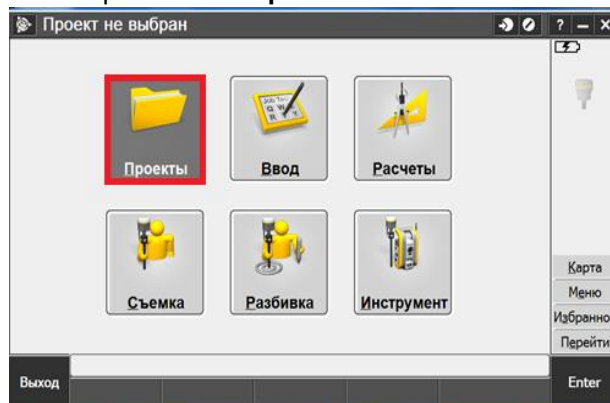 Проект не выбран
? – X
Проекты
Ввод
Расчеты
Съемка
Разбивка
Инструмент
Карта
Меню
Избранно
Перейти
Выход
Enter